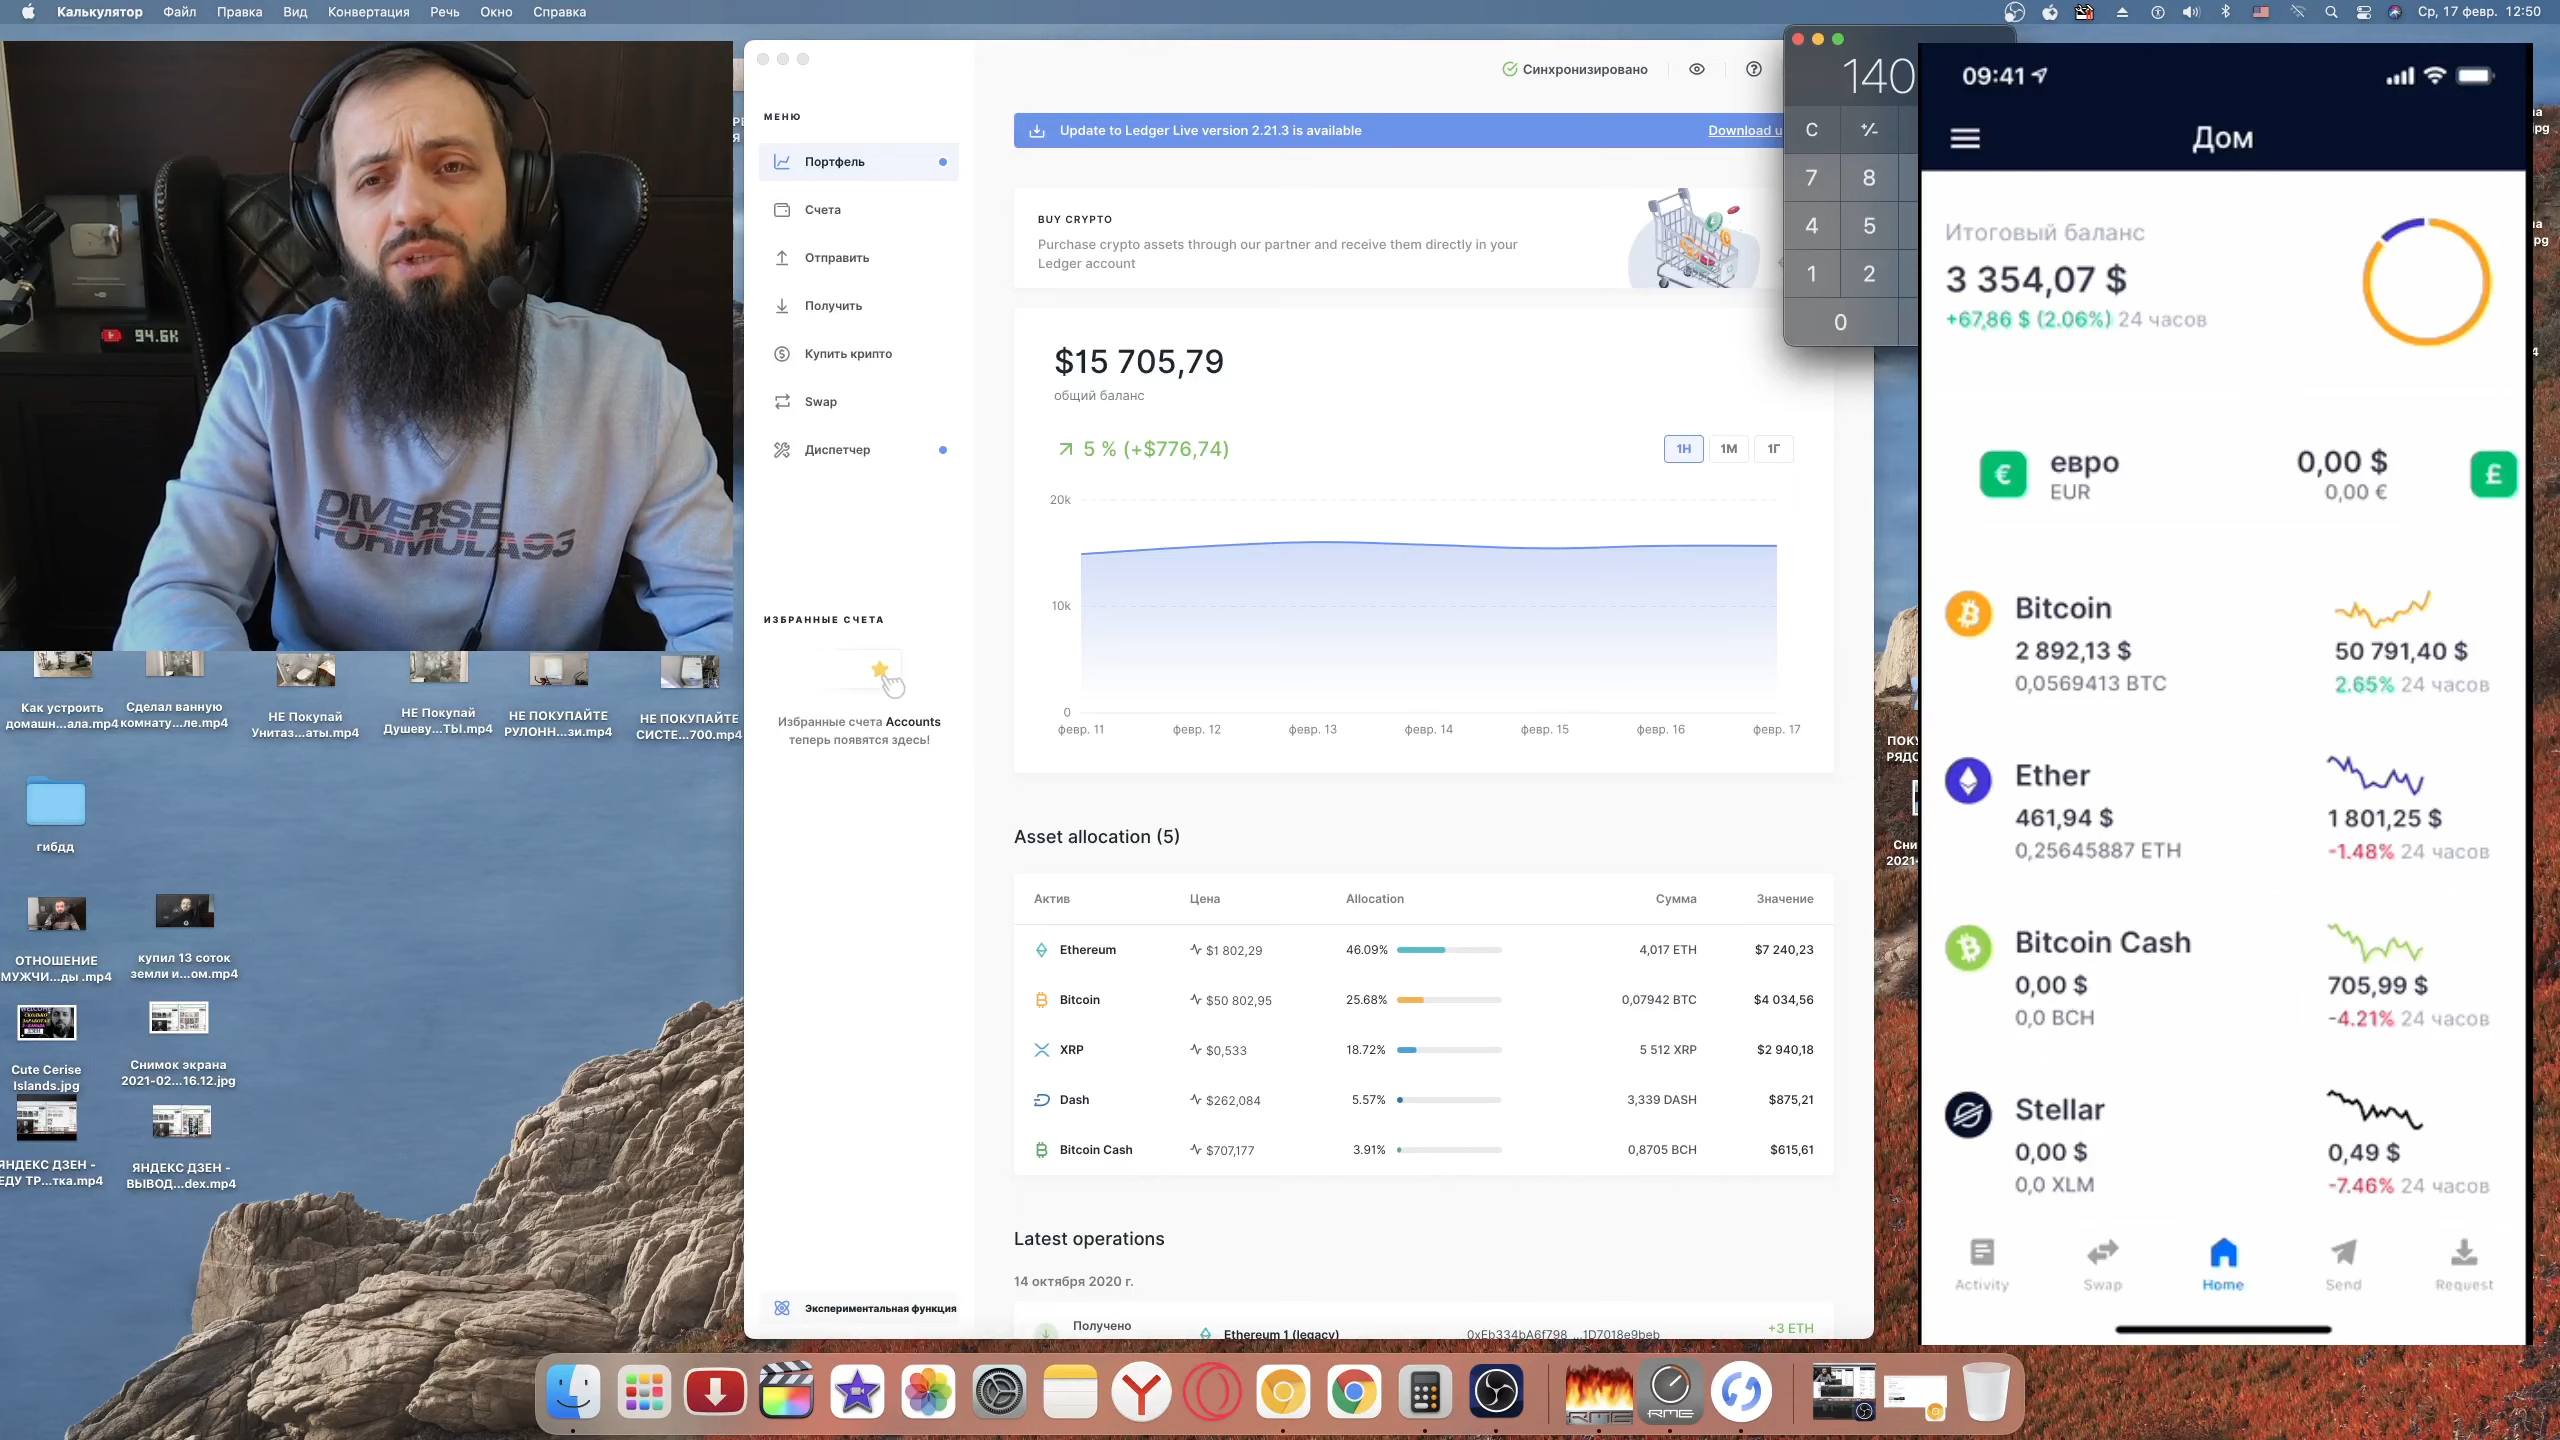 Калькулятор Файл Правка Вид Конвертация Речь Окно Справка
Ср, 17 февр. 12:50
94.6K
DIVERSE
FORMULA93
Как устроить
домашн...ала.mp4
Сделал ванную
комнату...ле.mp4
НЕ Покупай
Унитаз...аты.mp4
НЕ Покупай
Душеву...ТЫ.mp4
НЕ ПОКУПАЙТЕ
РУЛОНН...зи.mp4
НЕ ПОКУПАЙТЕ
СИСТЕ...700.mp4
гибдд
ОТНОШЕНИЕ
МУЖЧИ...ды .mp4
купил 13 соток
земли и...ом.mp4
Cute Cerise
Islands.jpg
Снимок экрана
2021-02...16.12.jpg
ЯНДЕКС ДЗЕН -
ЕДУ ТР...тка.mp4
ЯНДЕКС ДЗЕН -
ВЫВОД...dex.mp4
МЕНЮ
Портфель
Счета
Отправить
Получить
Купить крипто
Swap
Диспетчер
ИЗБРАННЫЕ СЧЕТА
Избранные счета Accounts
теперь появятся здесь!
Экспериментальная функция
Синхронизировано
Update to Ledger Live version 2.21.3 is available
Download u
BUY CRYPTO
Purchase crypto assets through our partner and receive them directly in your
Ledger account
$15 705,79
общий баланс
5 % (+$776,74)
1Н 1М 1Г
20k
10k
0
февр. 11 февр. 12 февр. 13 февр. 14 февр. 15 февр. 16 февр. 17
Asset allocation (5)
Актив Цена Allocation Сумма Значение
Ethereum $1 802,29 46.09% 4,017 ETH $7 240,23
Bitcoin $50 802,95 25.68% 0,07942 BTC $4 034,56
XRP $0,533 18.72% 5 512 XRP $2 940,18
Dash $262,084 5.57% 3,339 DASH $875,21
Bitcoin Cash $707,177 3.91% 0,8705 BCH $615,61
Latest operations
14 октября 2020 г.
Получено
Ethereum 1 (legacy) 0xEb334bA6f798 ...1D7018e9beb +3 ETH
140
C +/-
7 8
4 5
1 2
0
09:41
Дом
Итоговый баланс
3 354,07 $
+67,86 $ (2.06%) 24 часов
евро 0,00 $
EUR 0,00 €
Bitcoin
2 892,13 $ 50 791,40 $
0,0569413 BTC 2.65% 24 часов
Ether
461,94 $ 1 801,25 $
0,25645887 ETH -1.48% 24 часов
Bitcoin Cash
0,00 $ 705,99 $
0,0 BCH -4.21% 24 часов
Stellar
0,00 $ 0,49 $
0,0 XLM -7.46% 24 часов
Activity Swap Home Send Request
RME RME